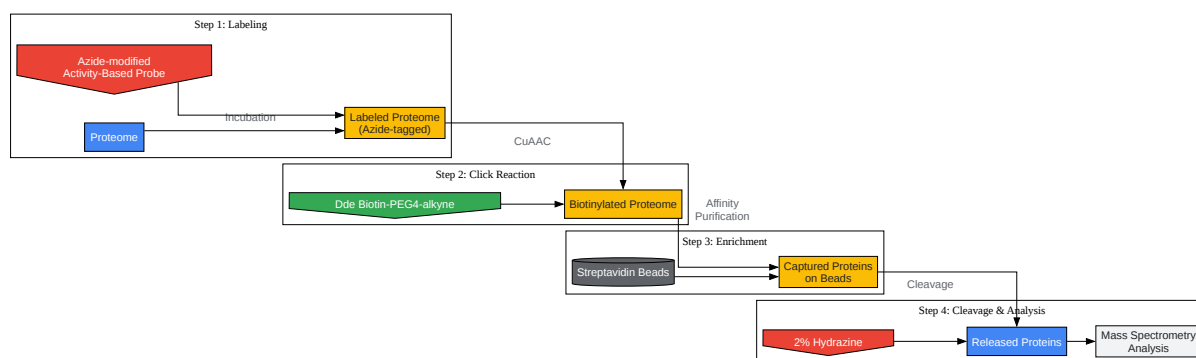 Step 1: Labeling
Azide-modified
Activity-Based Probe
Incubation
Proteome
Labeled Proteome
(Azide-tagged)
CuAAC
Step 2: Click Reaction
Dde Biotin-PEG4-alkyne
Biotinylated Proteome
Affinity
Purification
Step 3: Enrichment
Streptavidin Beads
Captured Proteins
on Beads
Cleavage
Step 4: Cleavage & Analysis
2% Hydrazine
Released Proteins
Mass Spectrometry
Analysis